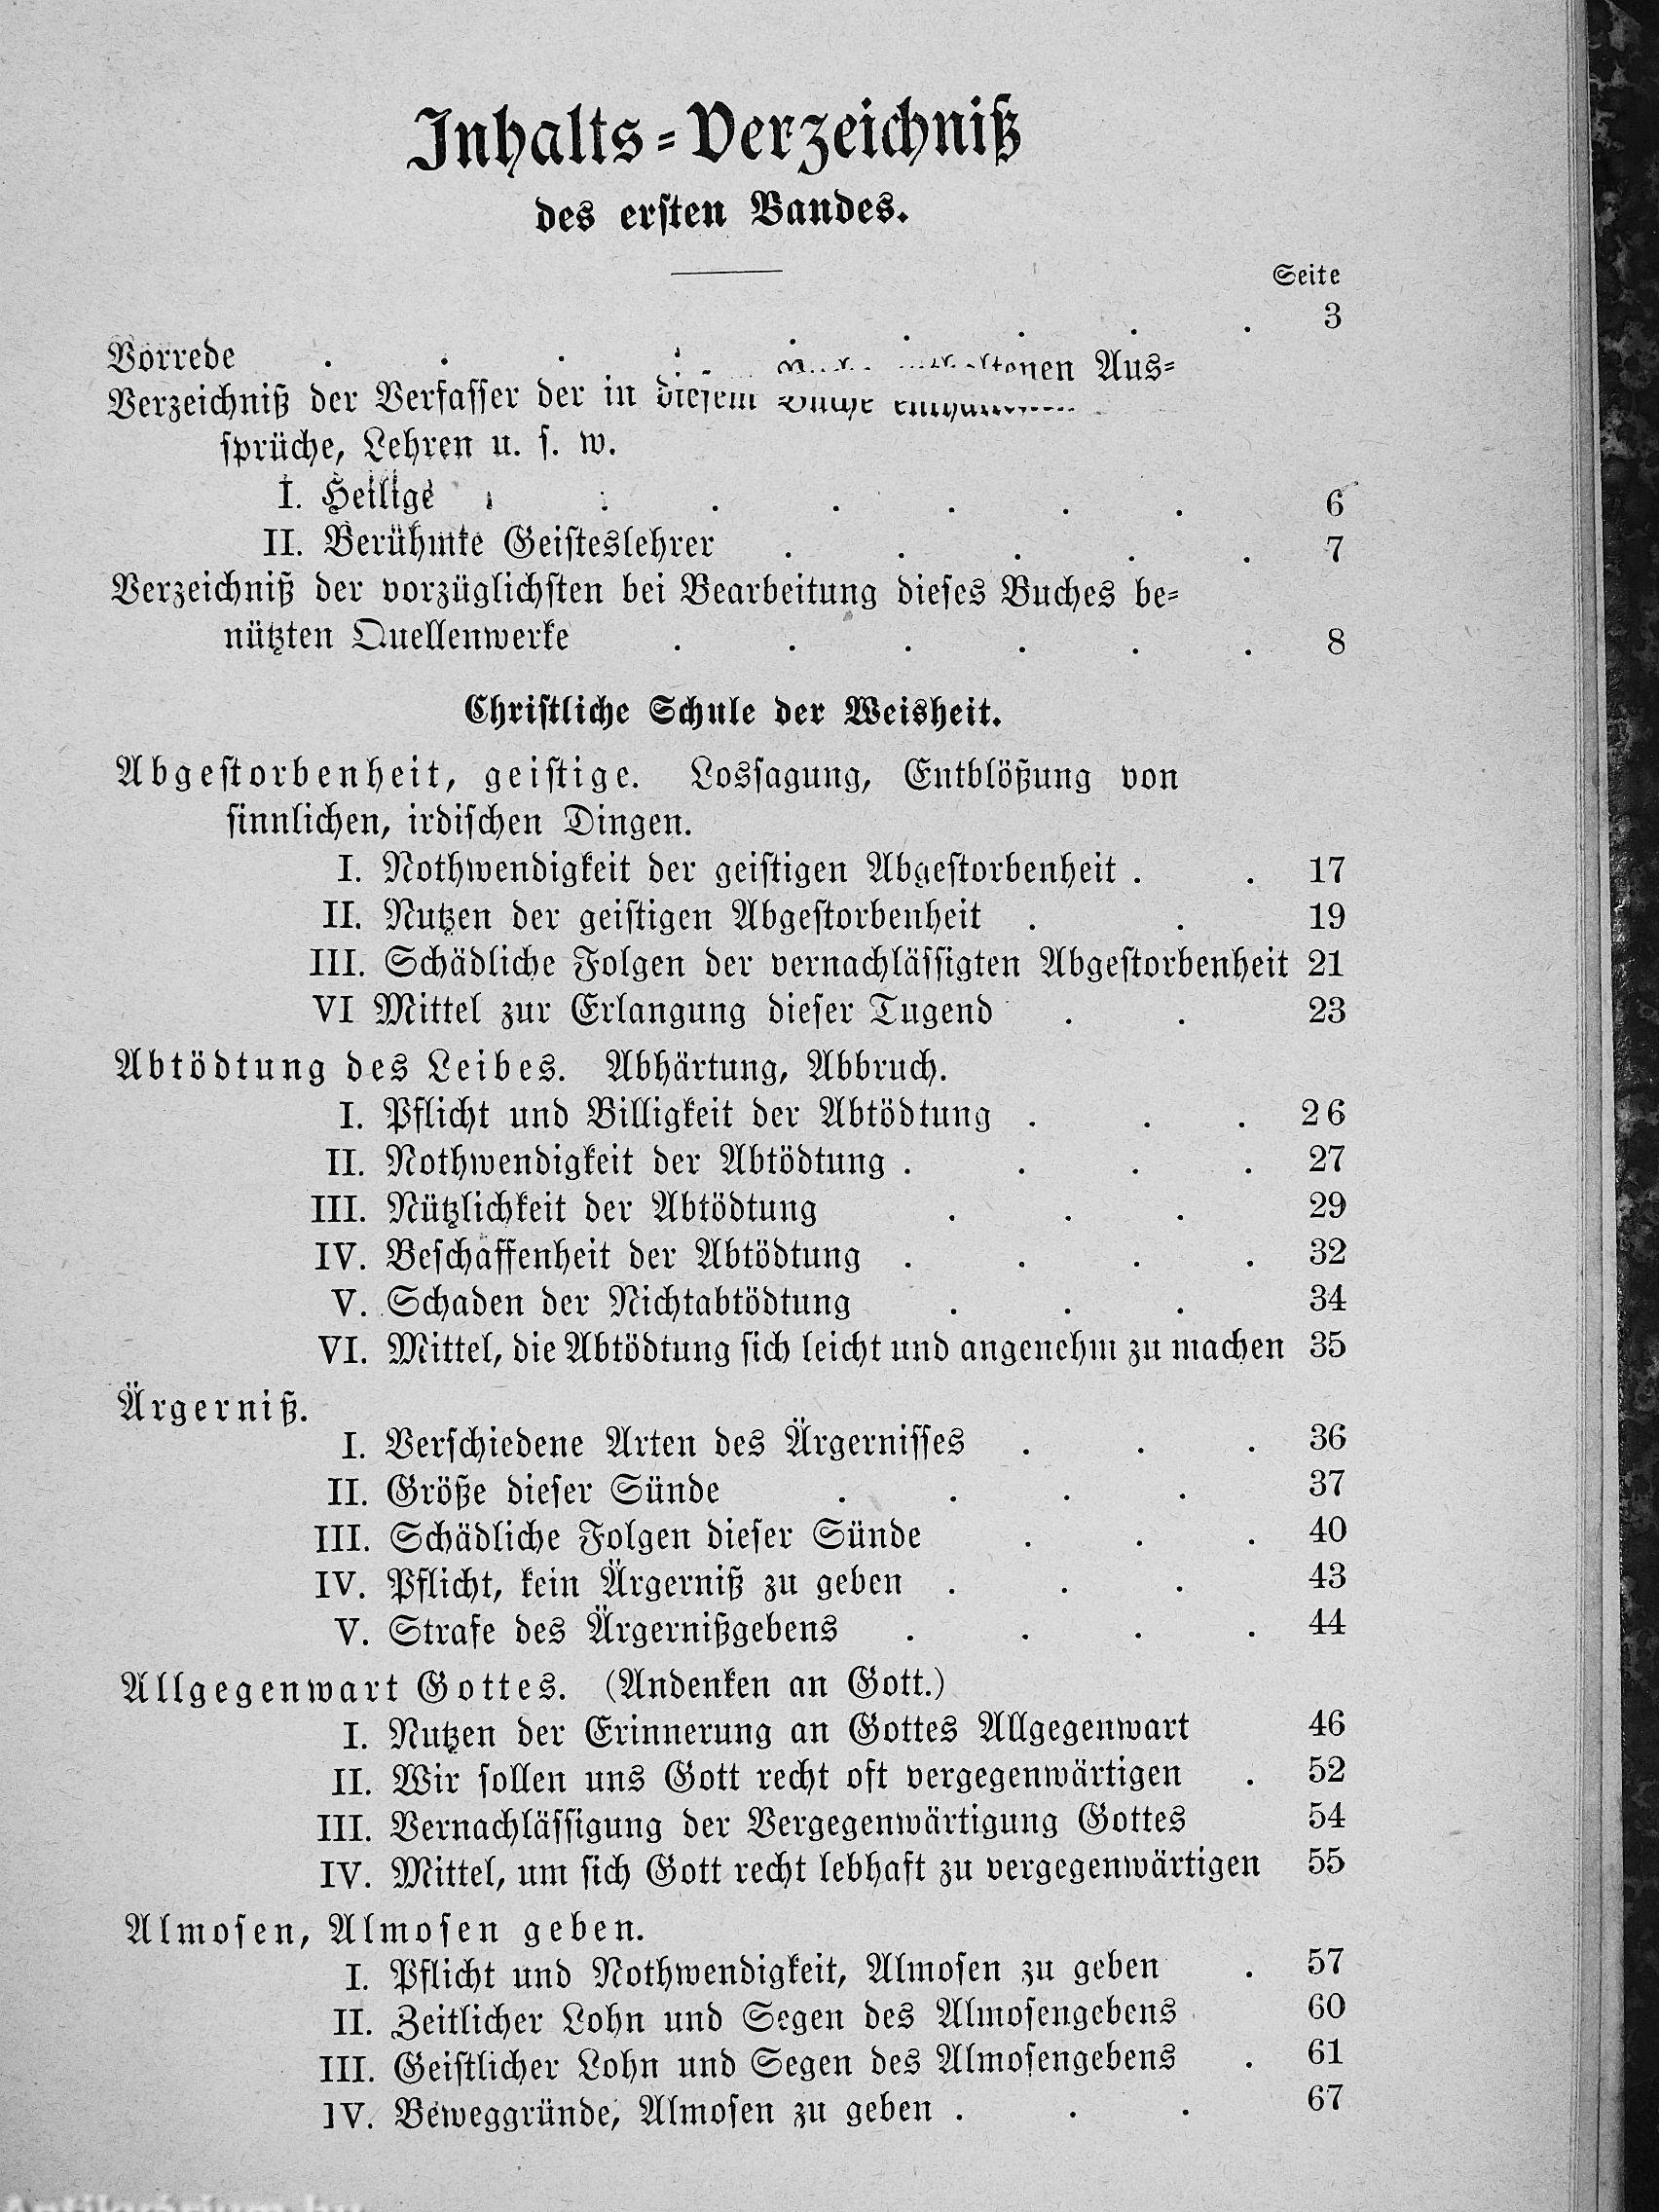 Inhalts-Verzeichniß
des ersten Bandes.
Seite
Vorrede . . . . . . . . . 3
Verzeichniß der Verfasser der in diesem Buche enthaltenen Aus-
sprüche, Lehren u. s. w.
I. Heilige . . . . . . . 6
II. Berühmte Geisteslehrer . . . . . 7
Verzeichniß der vorzüglichsten bei Bearbeitung dieses Buches be-
nützten Quellenwerke . . . . . . 8
Christliche Schule der Weisheit.
Abgestorbenheit, geistige. Lossagung, Entblößung von
sinnlichen, irdischen Dingen.
I. Nothwendigkeit der geistigen Abgestorbenheit . . 17
II. Nutzen der geistigen Abgestorbenheit . . 19
III. Schädliche Folgen der vernachlässigten Abgestorbenheit 21
VI Mittel zur Erlangung dieser Tugend . . 23
Abtödtung des Leibes. Abhärtung, Abbruch.
I. Pflicht und Billigkeit der Abtödtung . . . 26
II. Nothwendigkeit der Abtödtung . . . . 27
III. Nützlichkeit der Abtödtung . . . 29
IV. Beschaffenheit der Abtödtung . . . . 32
V. Schaden der Nichtabtödtung . . . 34
VI. Mittel, die Abtödtung sich leicht und angenehm zu machen 35
Ärgerniß.
I. Verschiedene Arten des Ärgernisses . . . 36
II. Größe dieser Sünde . . . . 37
III. Schädliche Folgen dieser Sünde . . . 40
IV. Pflicht, kein Ärgerniß zu geben . . . 43
V. Strafe des Ärgernißgebens . . . . 44
Allgegenwart Gottes. (Andenken an Gott.)
I. Nutzen der Erinnerung an Gottes Allgegenwart 46
II. Wir sollen uns Gott recht oft vergegenwärtigen . 52
III. Vernachlässigung der Vergegenwärtigung Gottes 54
IV. Mittel, um sich Gott recht lebhaft zu vergegenwärtigen 55
Almosen, Almosen geben.
I. Pflicht und Nothwendigkeit, Almosen zu geben . 57
II. Zeitlicher Lohn und Segen des Almosengebens 60
III. Geistlicher Lohn und Segen des Almosengebens . 61
IV. Beweggründe, Almosen zu geben . . . 67